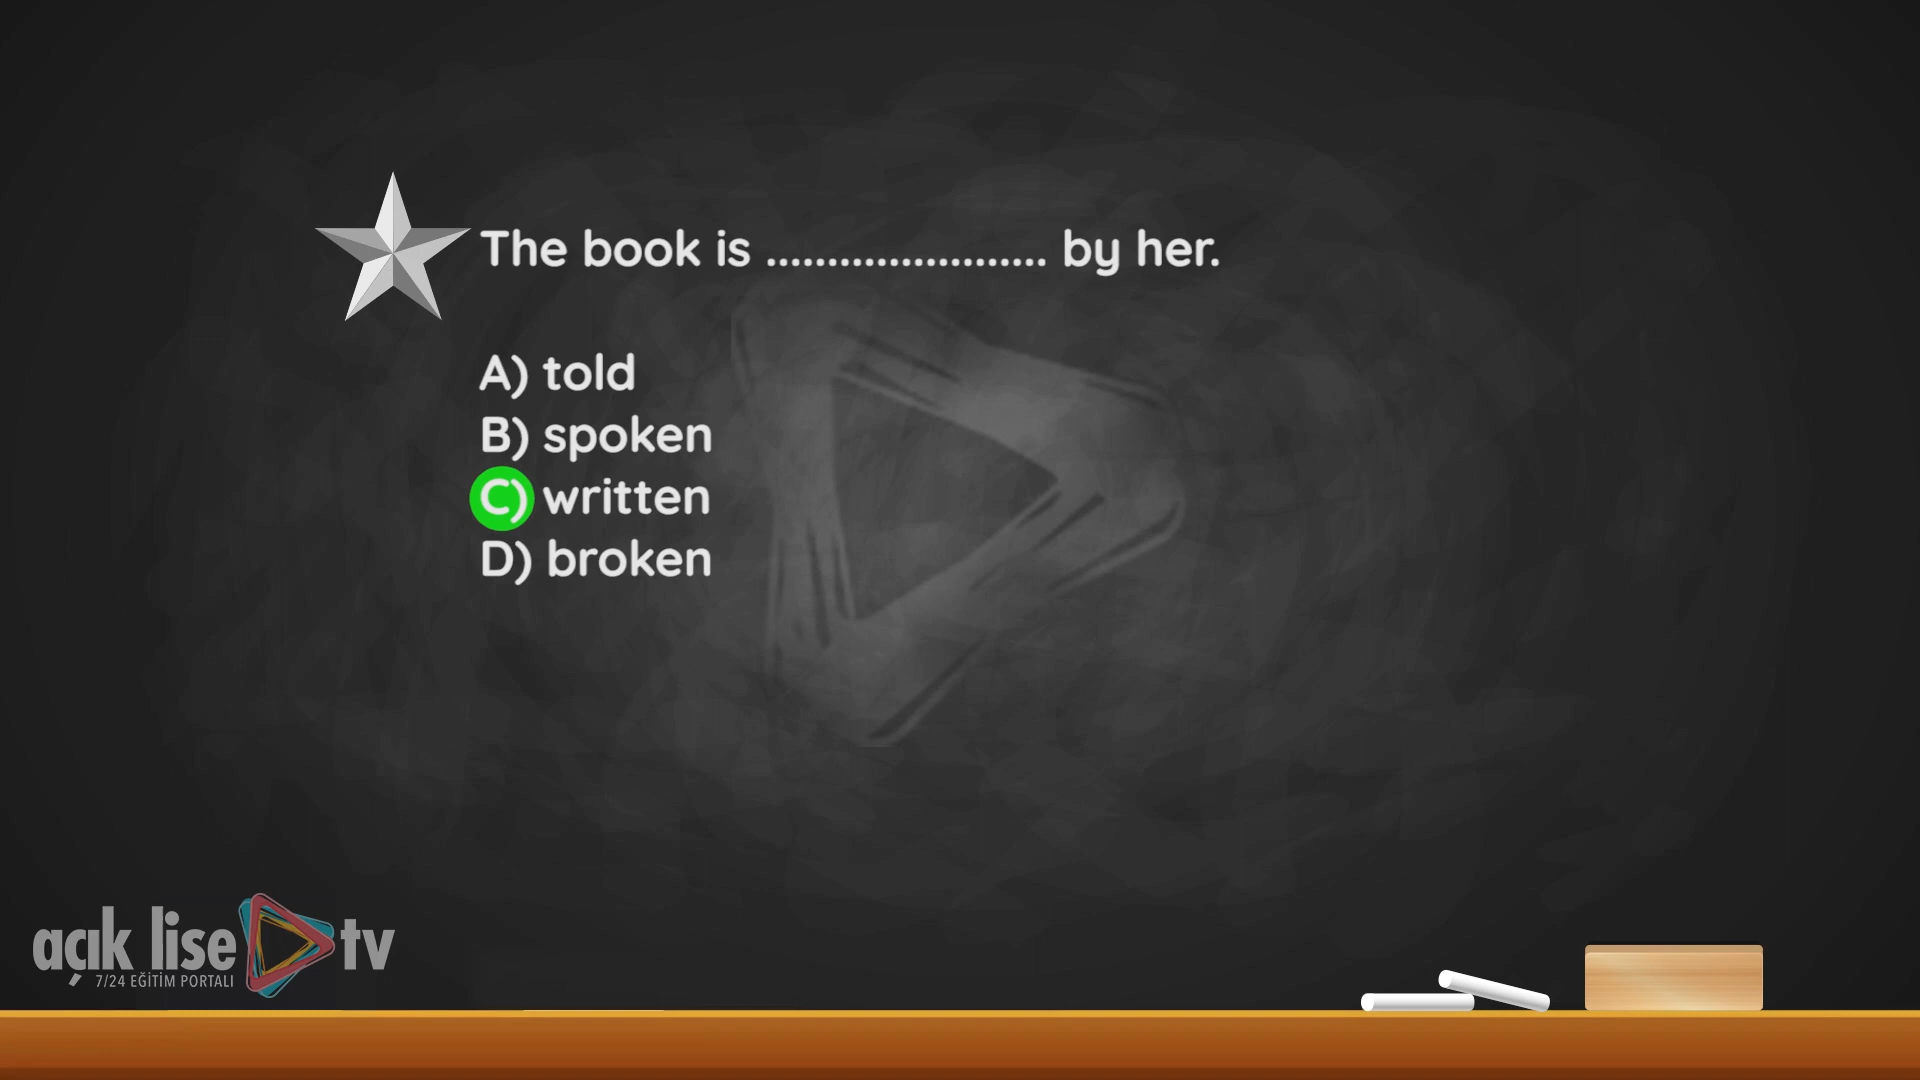 The book is ....................... by her.
A) told
B) spoken
C) written
D) broken
açık lise tv
7/24 EĞİTİM PORTALI